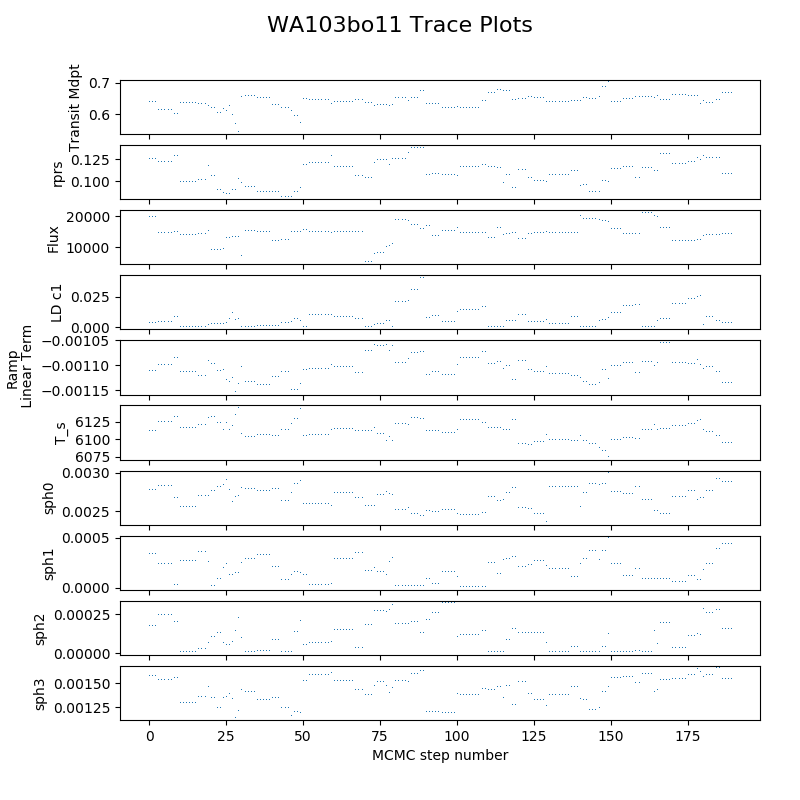 WA103bo11 Trace Plots
Transit Mdpt
0.7
0.6
rprs
0.125
0.100
Flux
20000
10000
LD c1
0.025
0.000
Ramp
Linear Term
−0.00105
−0.00110
−0.00115
T_s
6125
6100
6075
sph0
0.0030
0.0025
sph1
0.0005
0.0000
sph2
0.00025
0.00000
sph3
0.00150
0.00125
0 25 50 75 100 125 150 175
MCMC step number